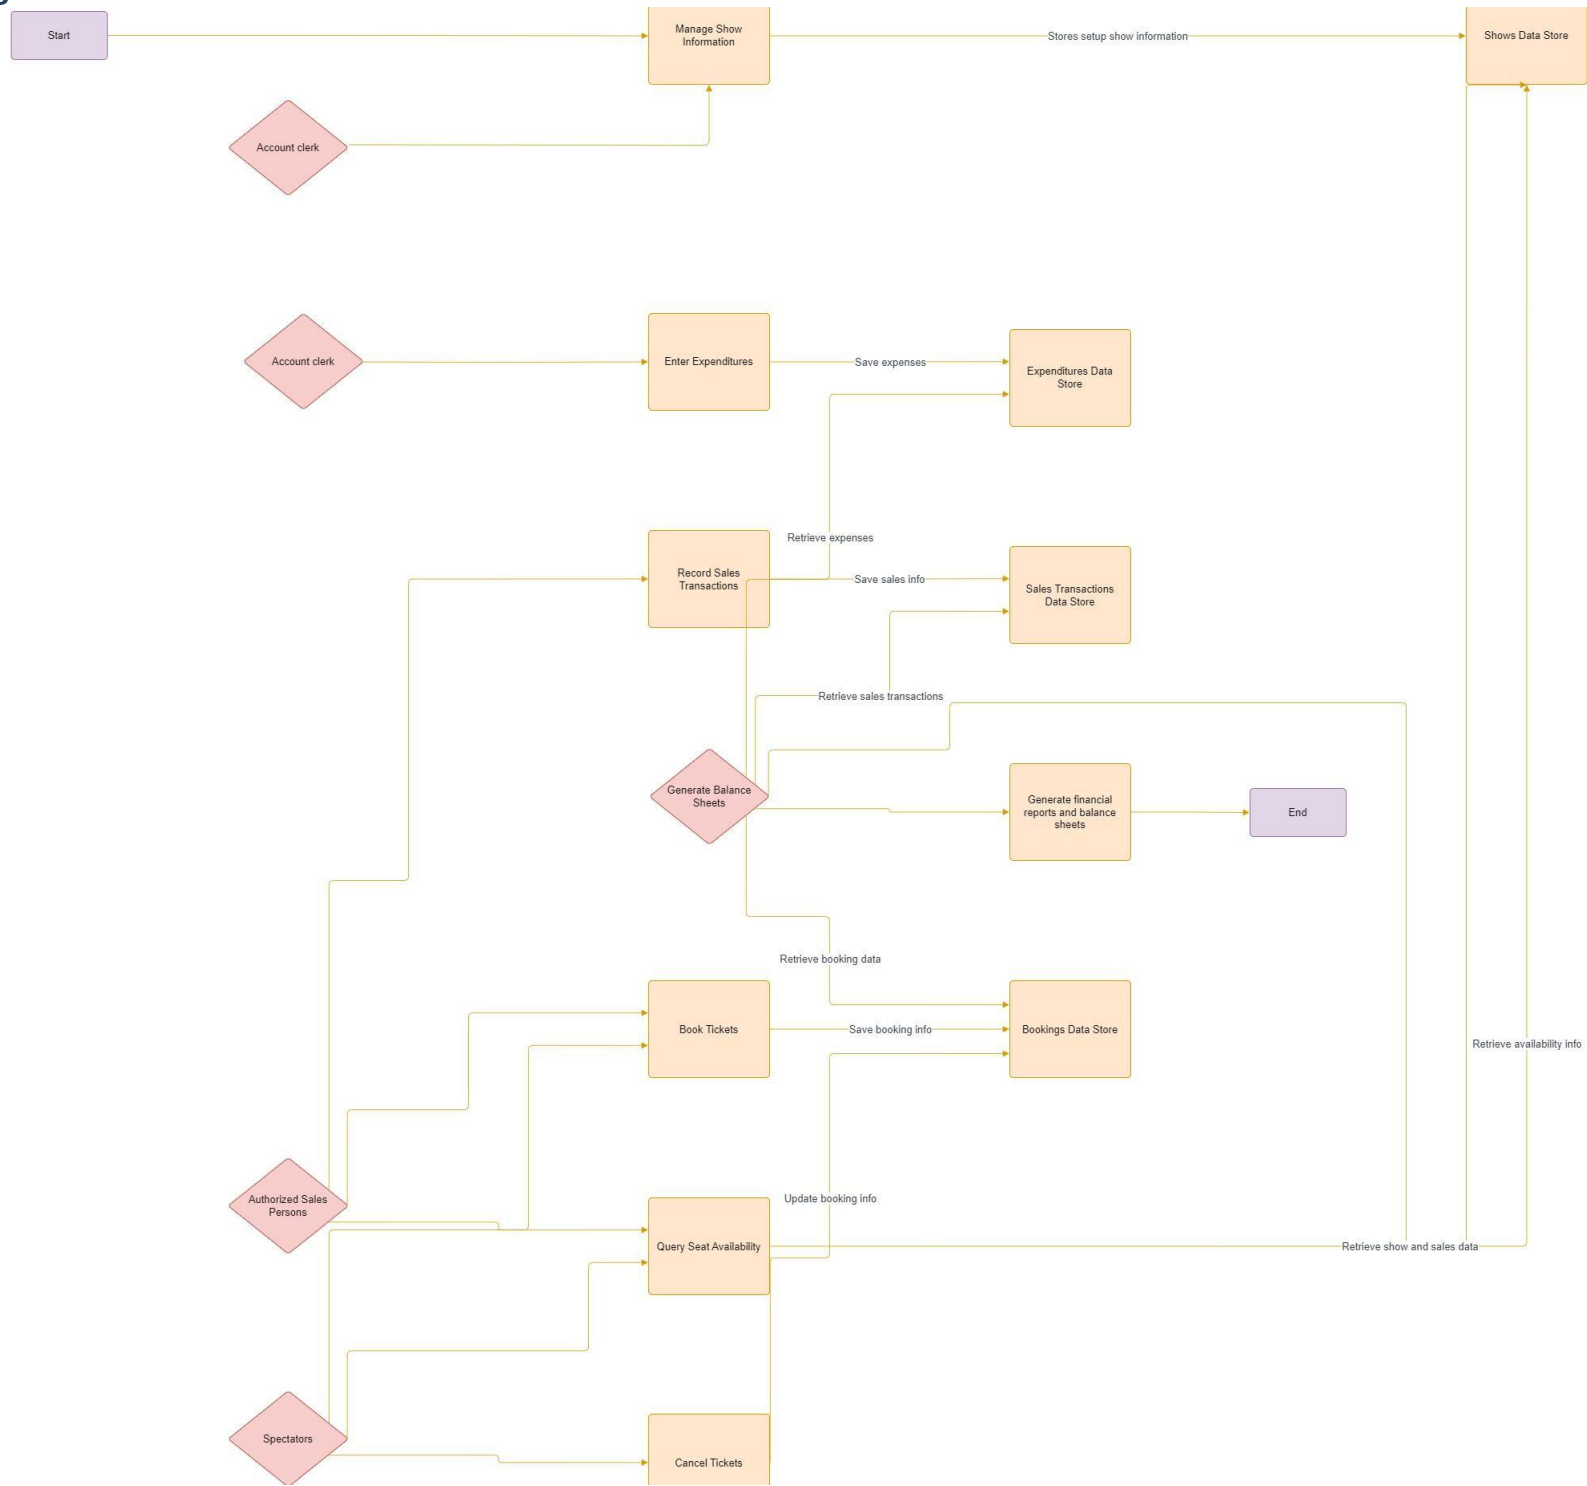 Start
Manage Show
Information
Stores setup show information
Shows Data Store
Account clerk
Account clerk
Enter Expenditures
Save expenses
Expenditures Data
Store
Retrieve expenses
Record Sales
Transactions
Save sales info
Sales Transactions
Data Store
Retrieve sales transactions
Generate Balance
Sheets
Generate financial
reports and balance
sheets
End
Retrieve booking data
Book Tickets
Save booking info
Bookings Data Store
Retrieve availability info
Authorized Sales
Persons
Update booking info
Query Seat Availability
Retrieve show and sales data
Spectators
Cancel Tickets